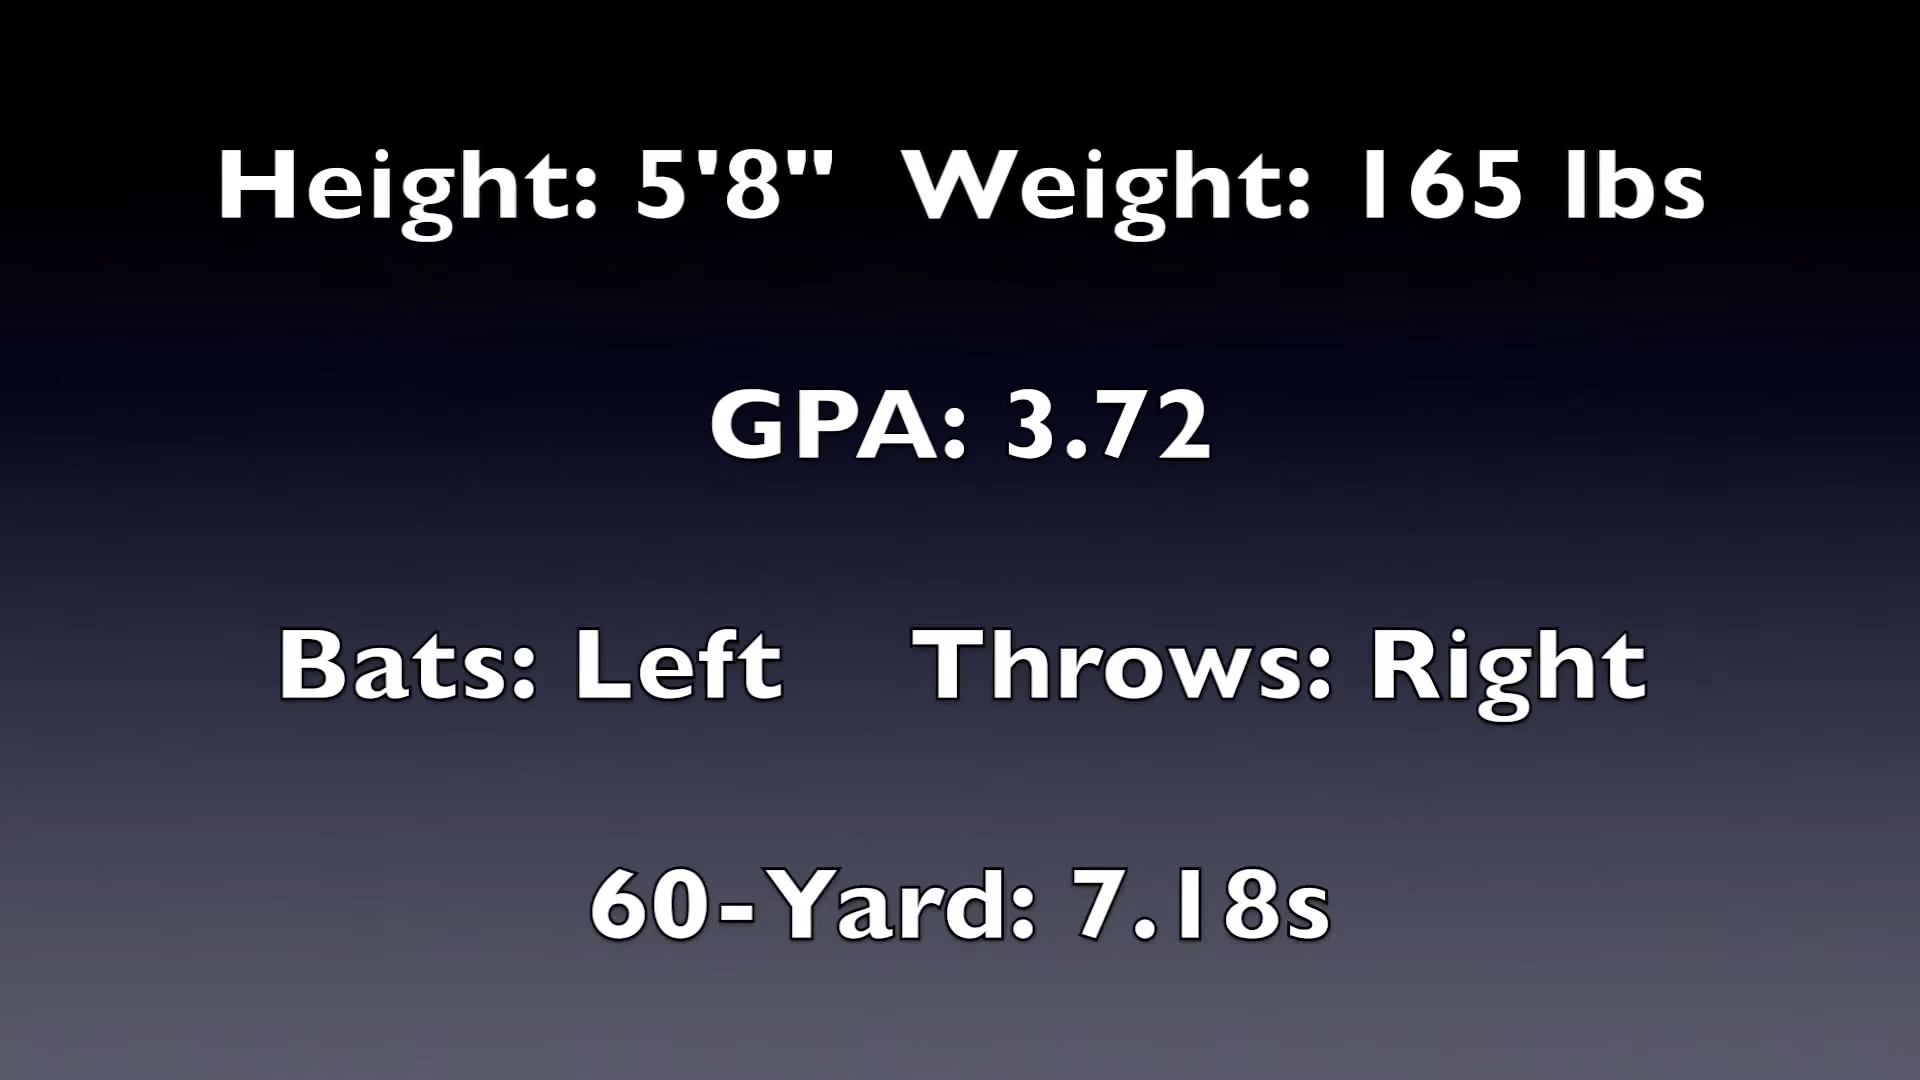 Height: 5'8" Weight: 165 lbs
GPA: 3.72
Bats: Left Throws: Right
60-Yard: 7.18s